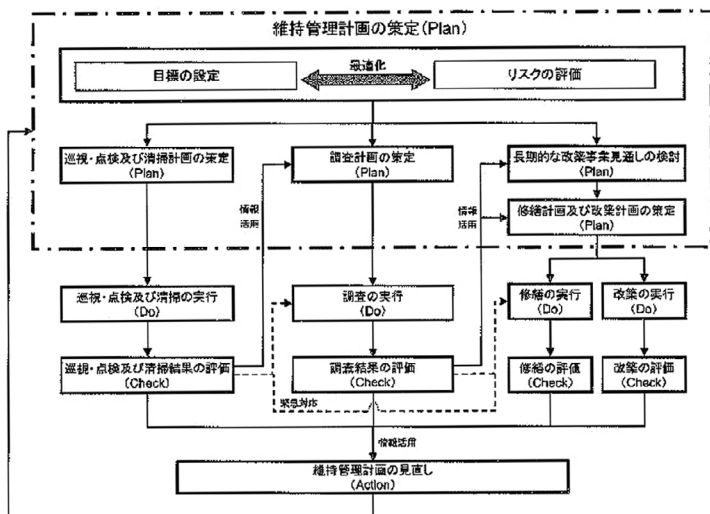 維持管理計画の策定(Plan)
最適化
目標の設定
リスクの評価
巡視・点検及び清掃計画の策定
(Plan)
調査計画の策定
(Plan)
長期的な改築事業見通しの検討
(Plan)
情報
活用
情報
活用
修繕計画及び改築計画の策定
(Plan)
巡視・点検及び清掃の実行
(Do)
調査の実行
(Do)
修繕の実行
(Do)
改築の実行
(Do)
巡視・点検及び清掃結果の評価
(Check)
調査結果の評価
(Check)
修繕の評価
(Check)
改築の評価
(Check)
緊急対応
情報活用
維持管理計画の見直し
(Action)